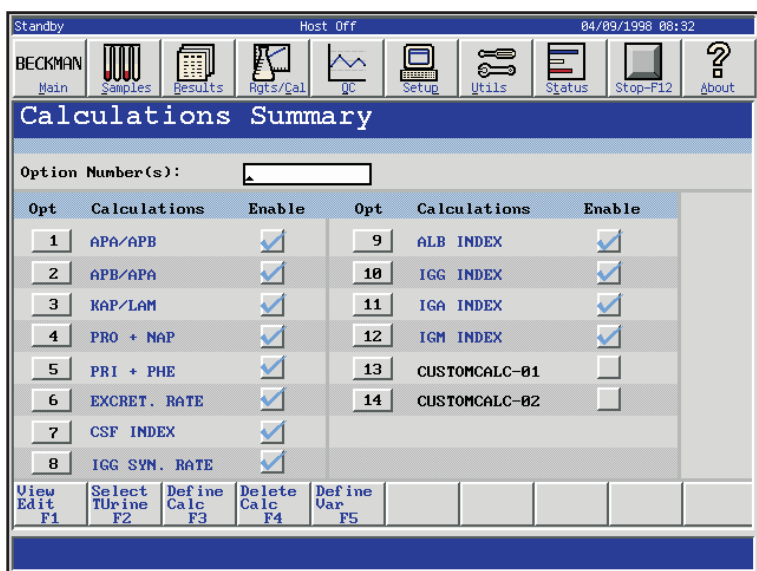 Standby Host Off 04/09/1998 08:32
BECKMAN
Main Samples Results Rgts/Cal QC Setup Utils Status Stop-F12 About
Calculations Summary
Option Number(s):
Opt Calculations Enable Opt Calculations Enable
1 APA/APB 9 ALB INDEX
2 APB/APA 10 IGG INDEX
3 KAP/LAM 11 IGA INDEX
4 PRO + NAP 12 IGM INDEX
5 PRI + PHE 13 CUSTOMCALC-01
6 EXCRET. RATE 14 CUSTOMCALC-02
7 CSF INDEX
8 IGG SYN. RATE
View Select Define Delete Define
Edit TUrine Calc Calc Var
F1 F2 F3 F4 F5